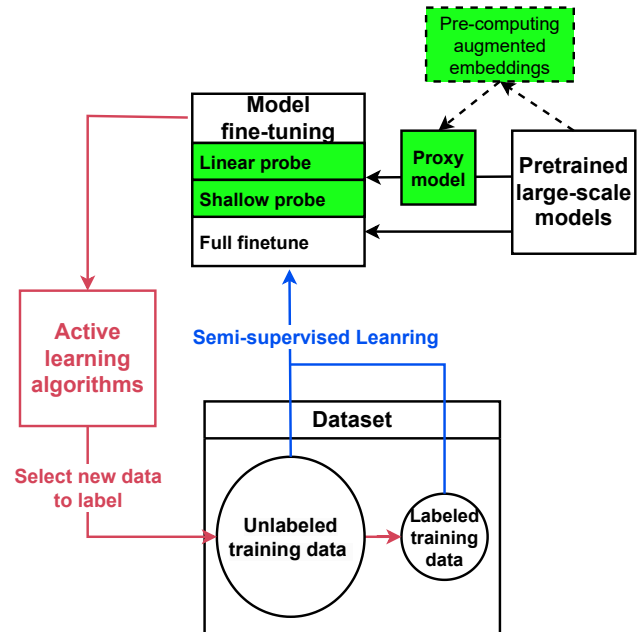 Pre-computing
augmented
embeddings
Model
fine-tuning
Linear probe
Shallow probe
Full finetune
Proxy
model
Pretrained
large-scale
models
Active
learning
algorithms
Semi-supervised Leanring
Dataset
Select new data
to label
Unlabeled
training data
Labeled
training
data